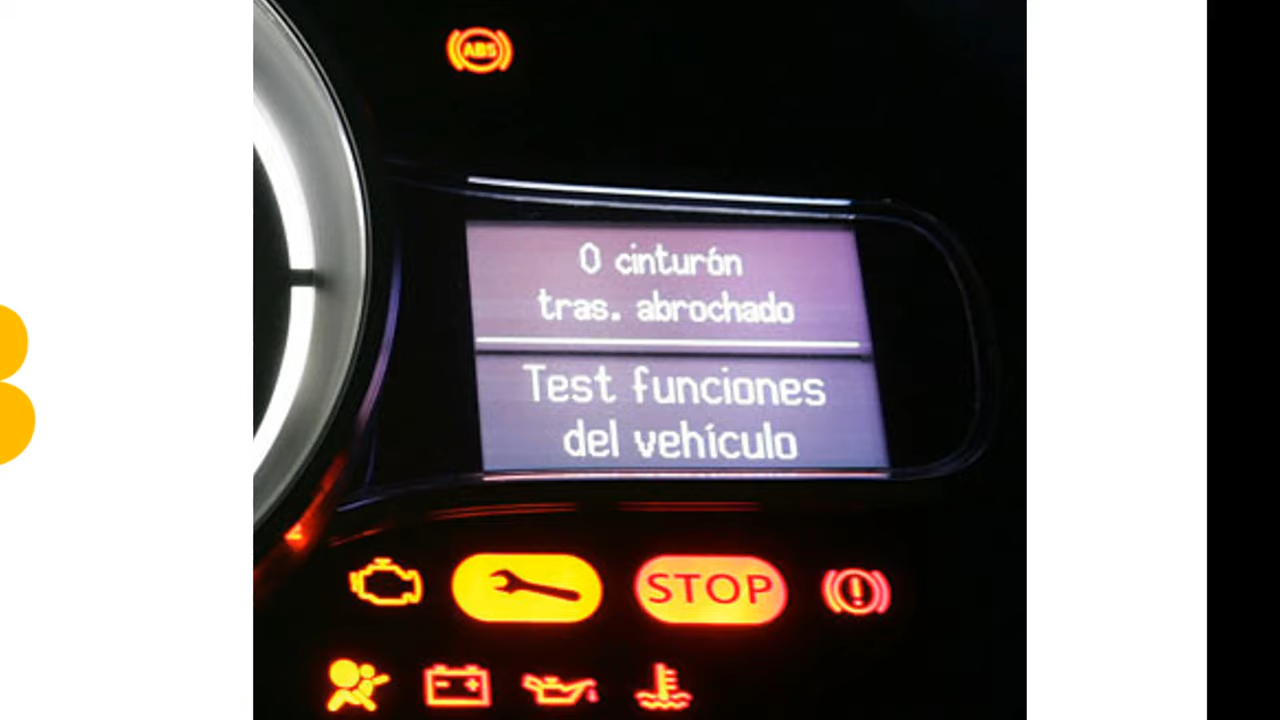 ABS
0 cinturón
tras. abrochado
Test funciones
del vehículo
STOP